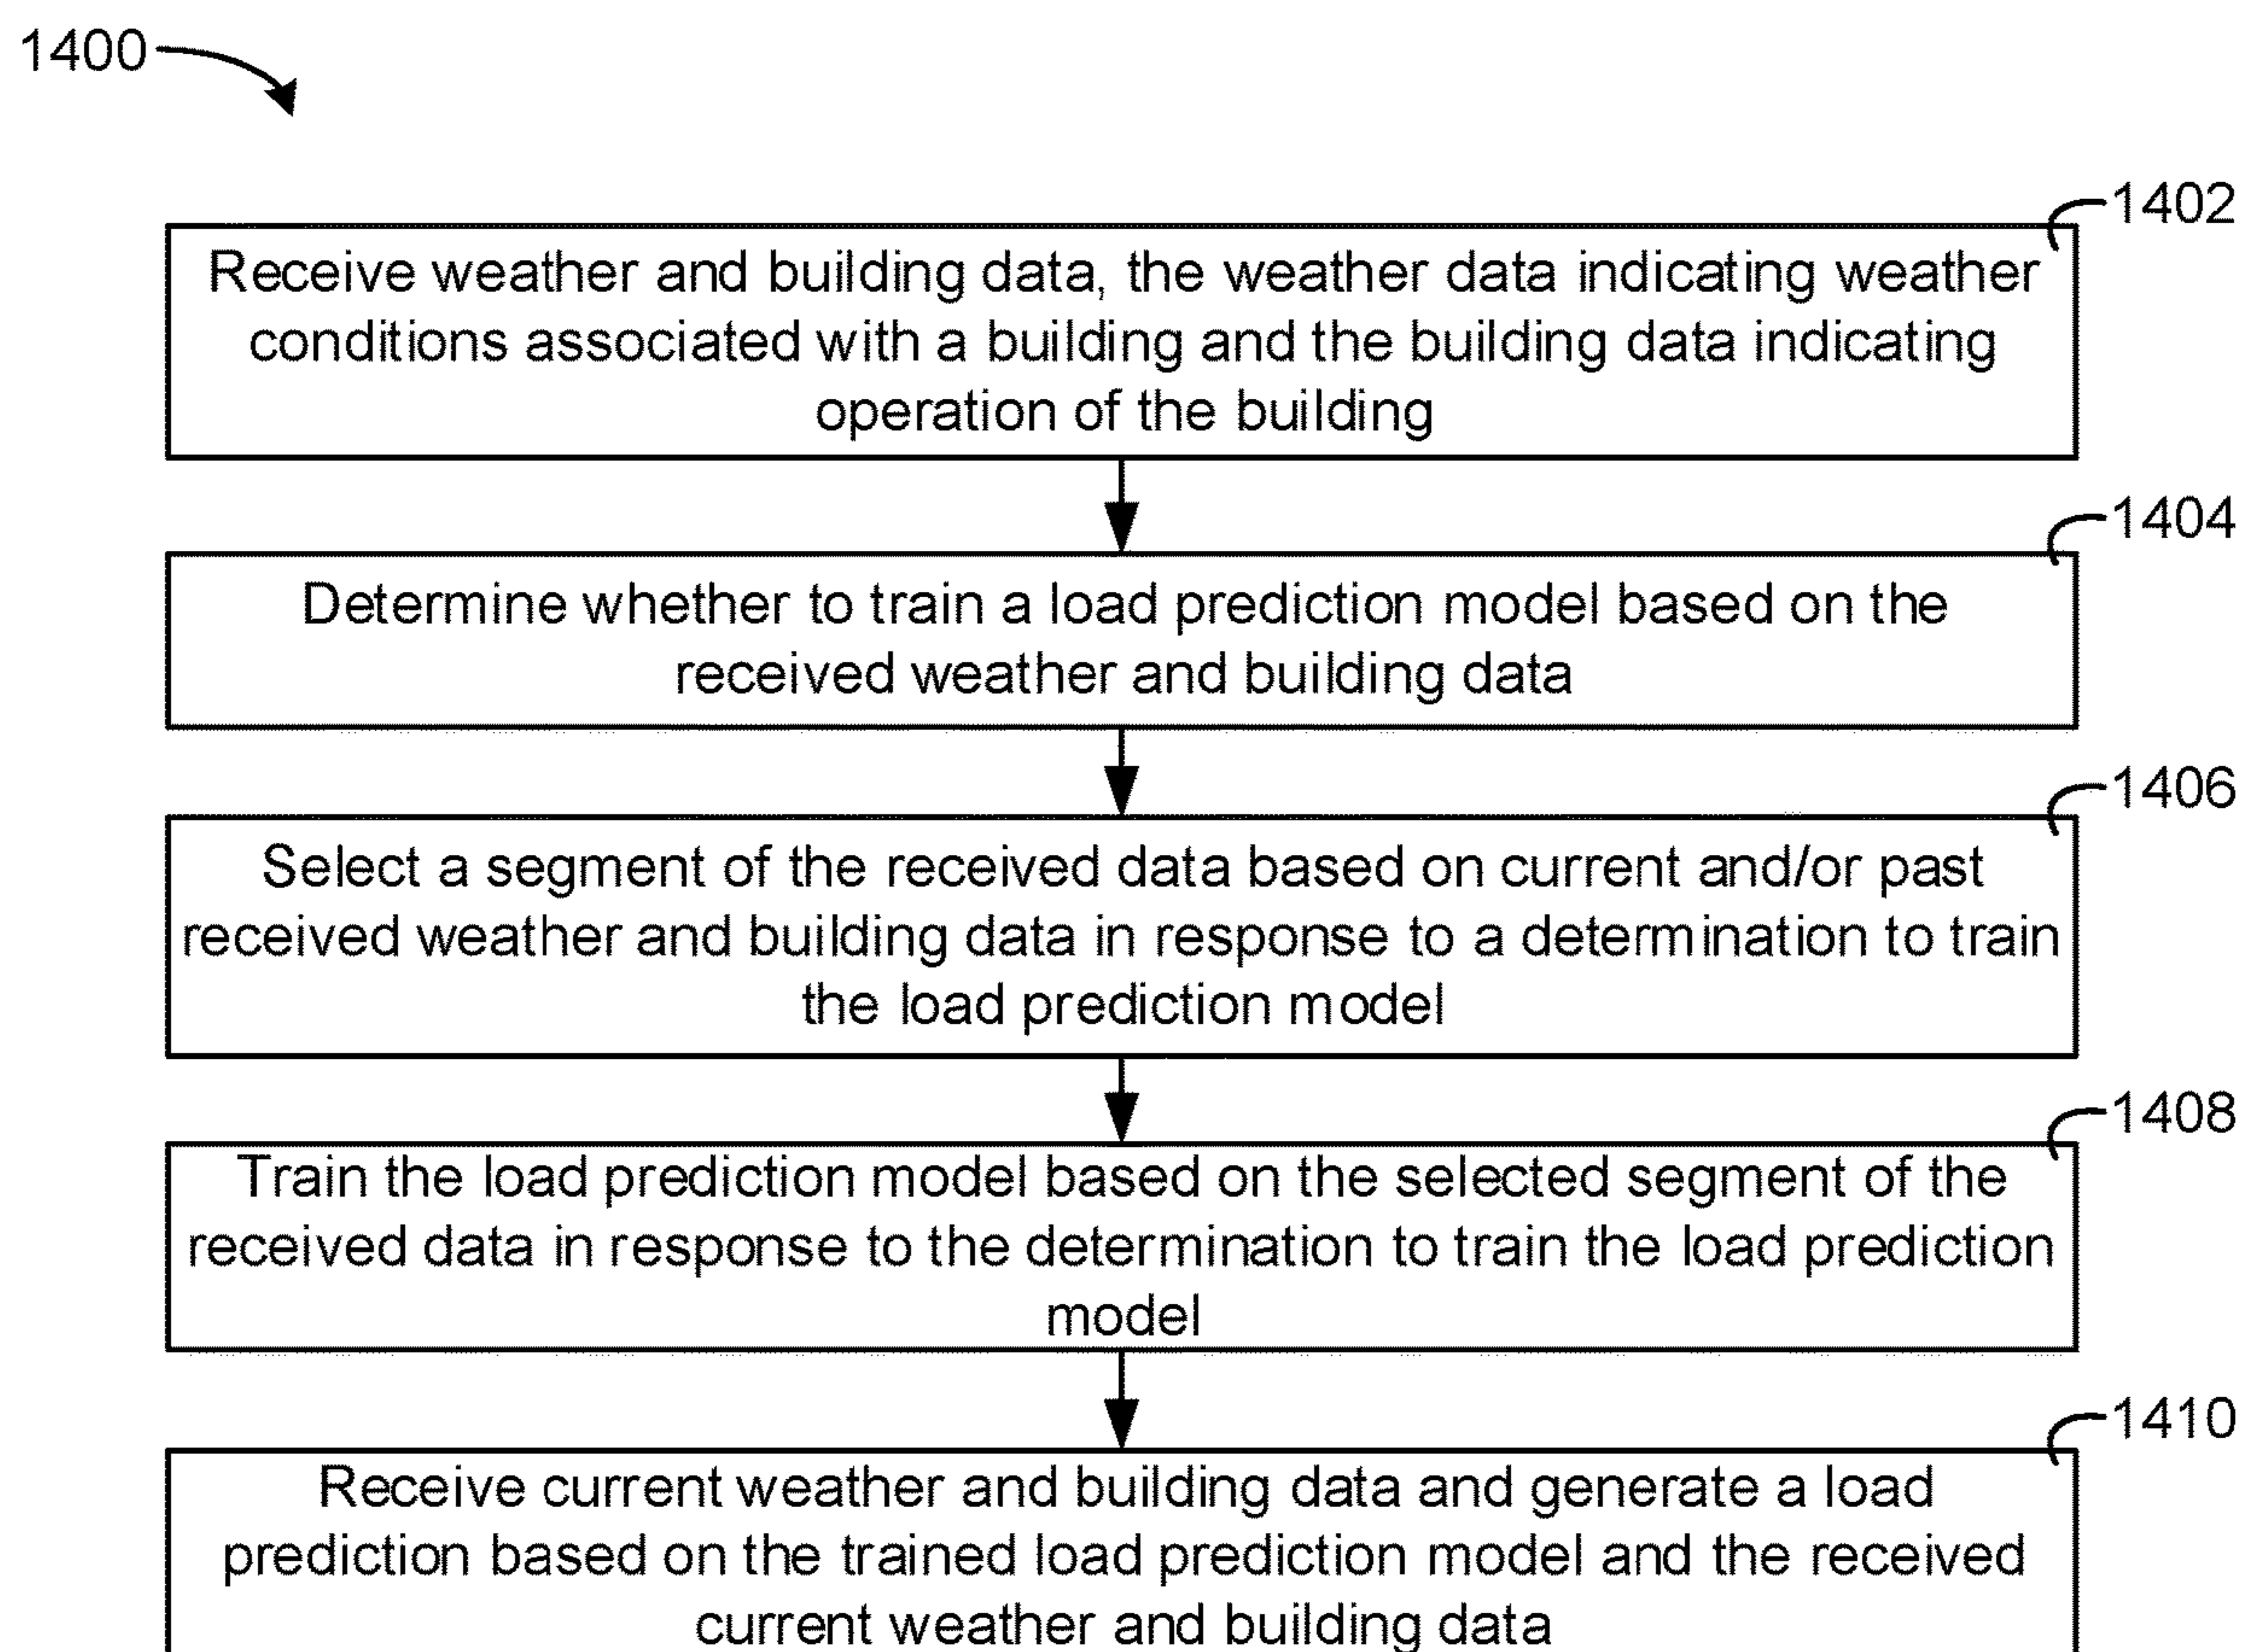 1400
1402
Receive weather and building data, the weather data indicating weather
conditions associated with a building and the building data indicating
operation of the building
1404
Determine whether to train a load prediction model based on the
received weather and building data
1406
Select a segment of the received data based on current and/or past
received weather and building data in response to a determination to train
the load prediction model
1408
Train the load prediction model based on the selected segment of the
received data in response to the determination to train the load prediction
model
1410
Receive current weather and building data and generate a load
prediction based on the trained load prediction model and the received
current weather and building data